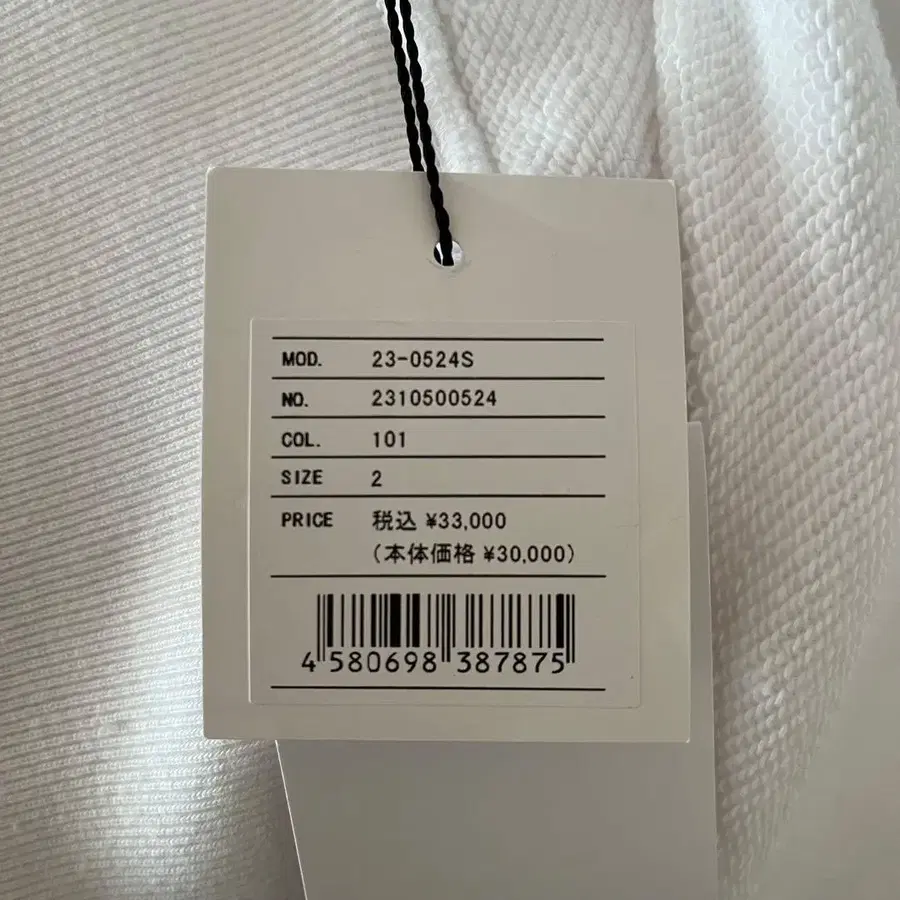 MOD. 23-0524S
NO. 2310500524
COL. 101
SIZE 2
PRICE 税込 ¥33,000
(本体価格 ¥30,000)
4 580698 387875